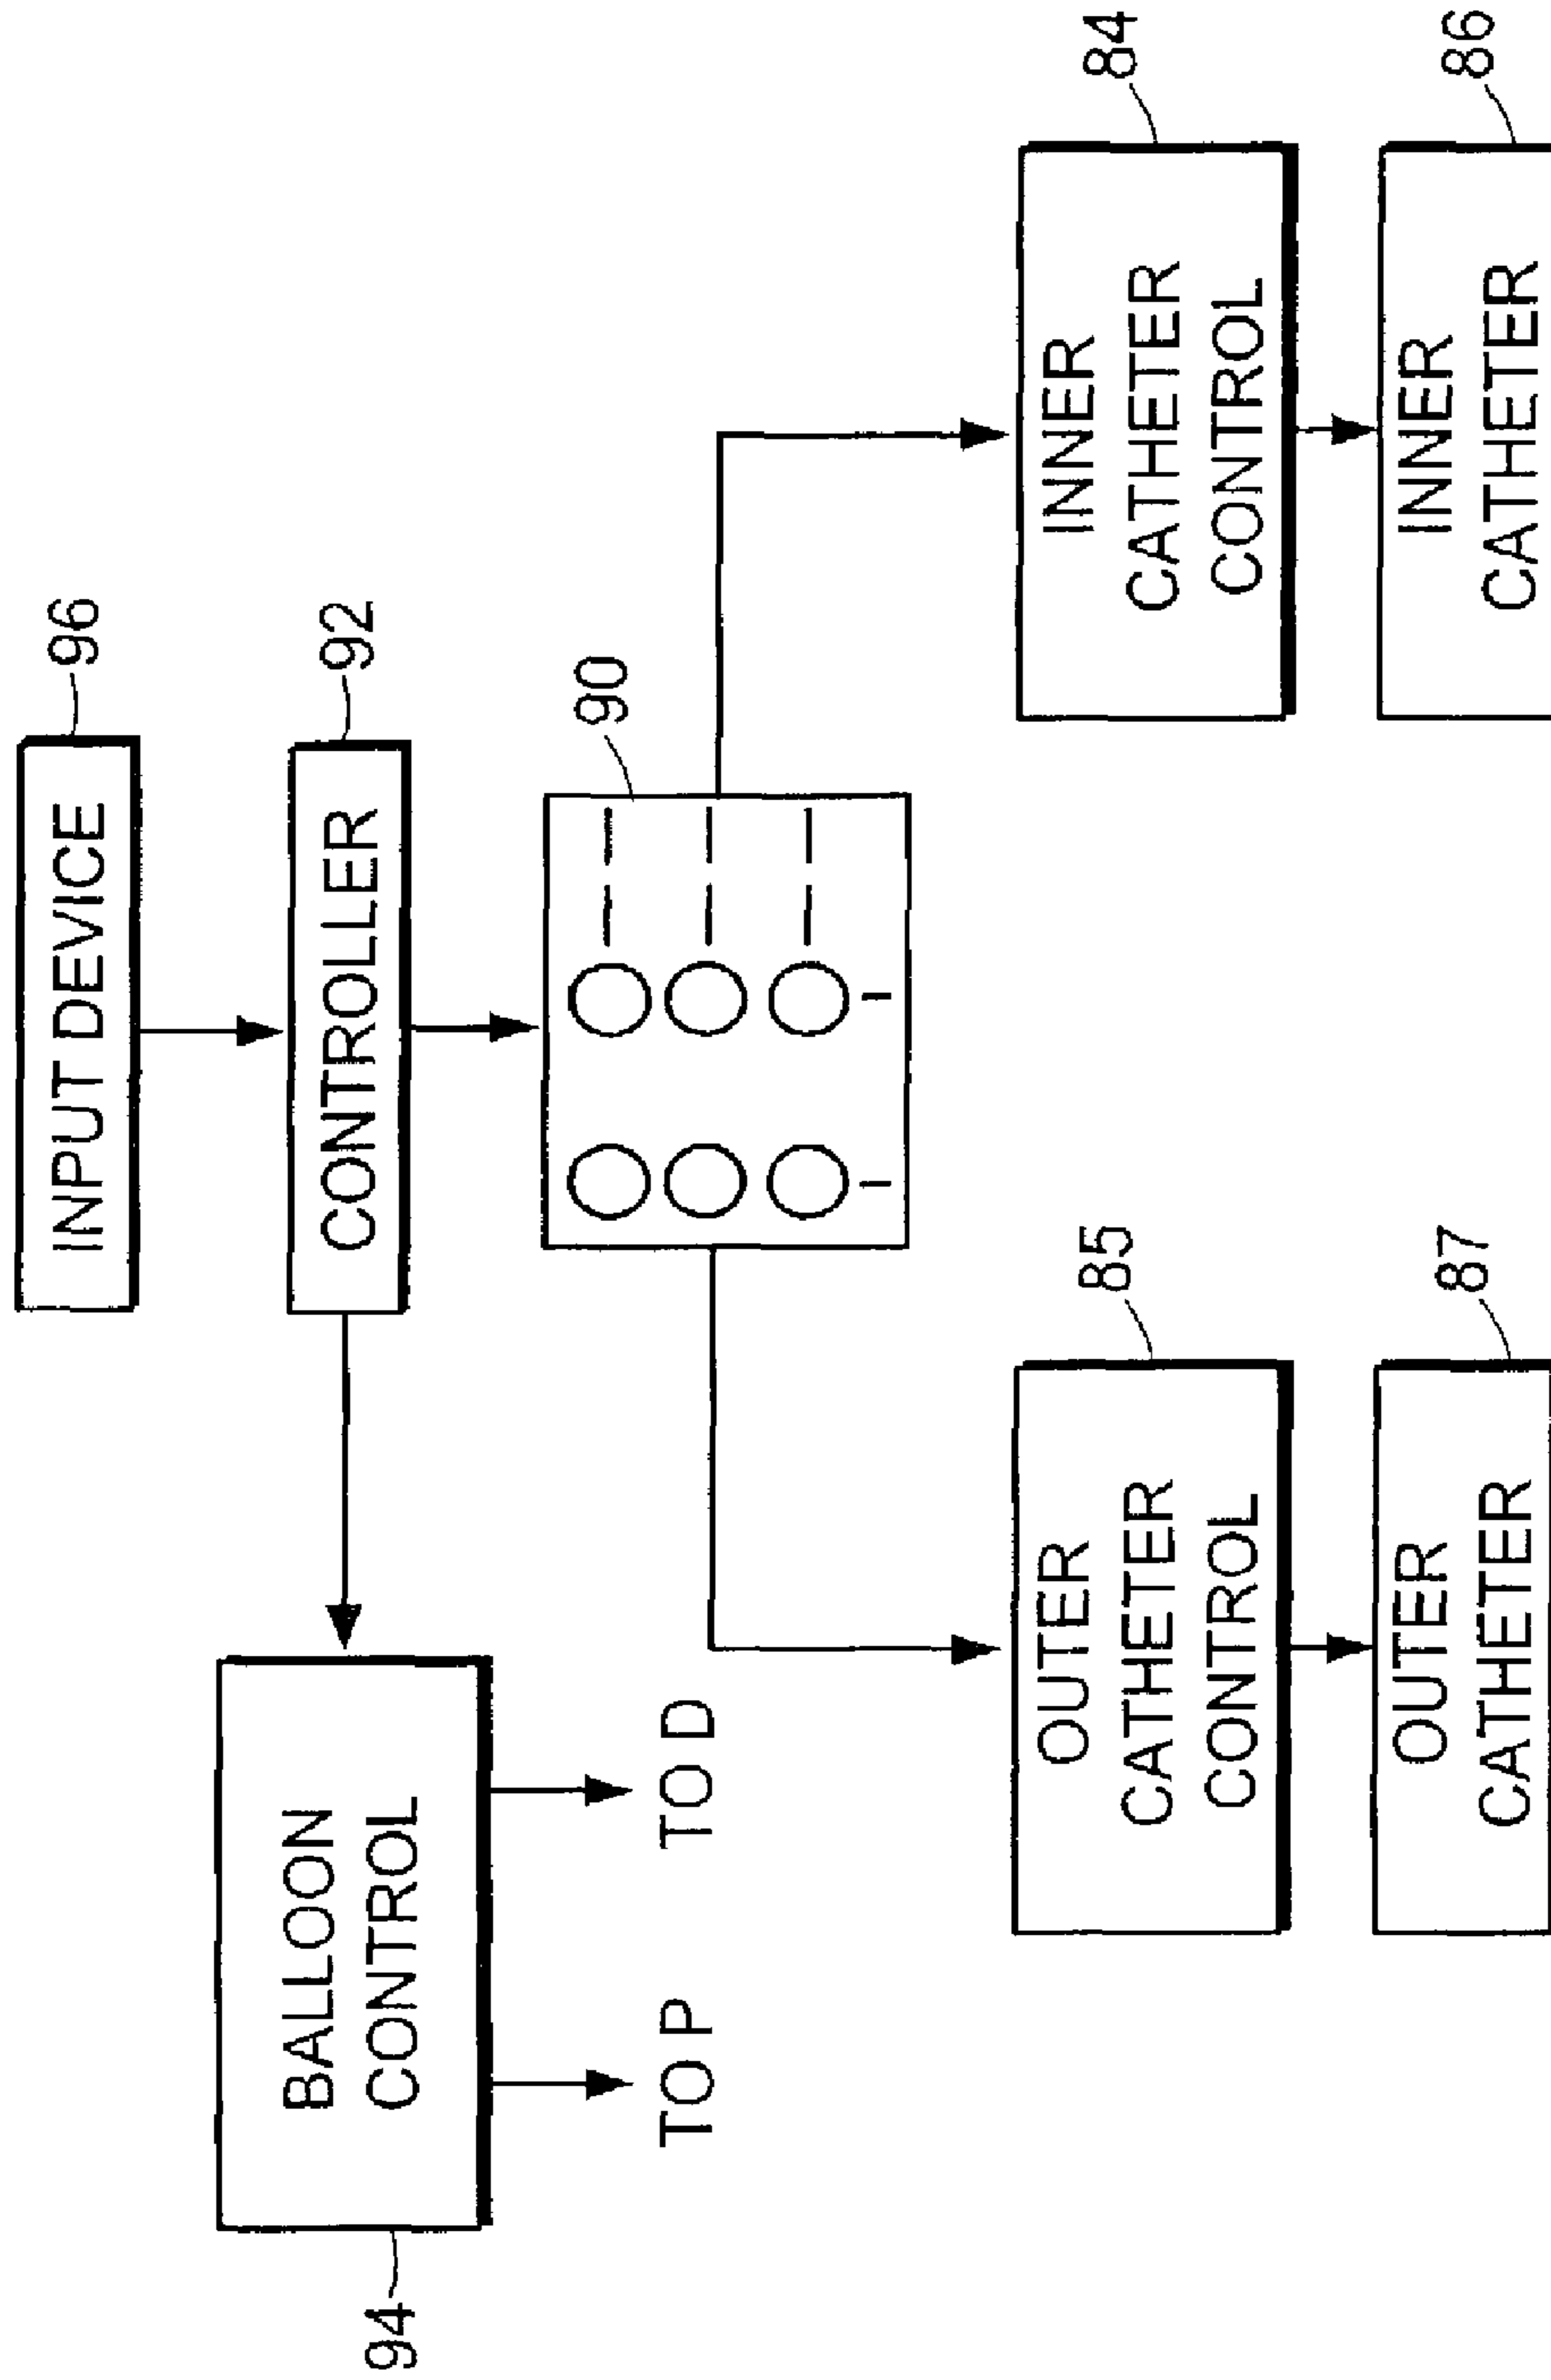 INPUT DEVICE
96
CONTROLLER
92
BALLOON
CONTROL
94
TO P
TO D
90
OUTER
CATHETER
CONTROL
85
INNER
CATHETER
CONTROL
84
OUTER
CATHETER
87
INNER
CATHETER
86